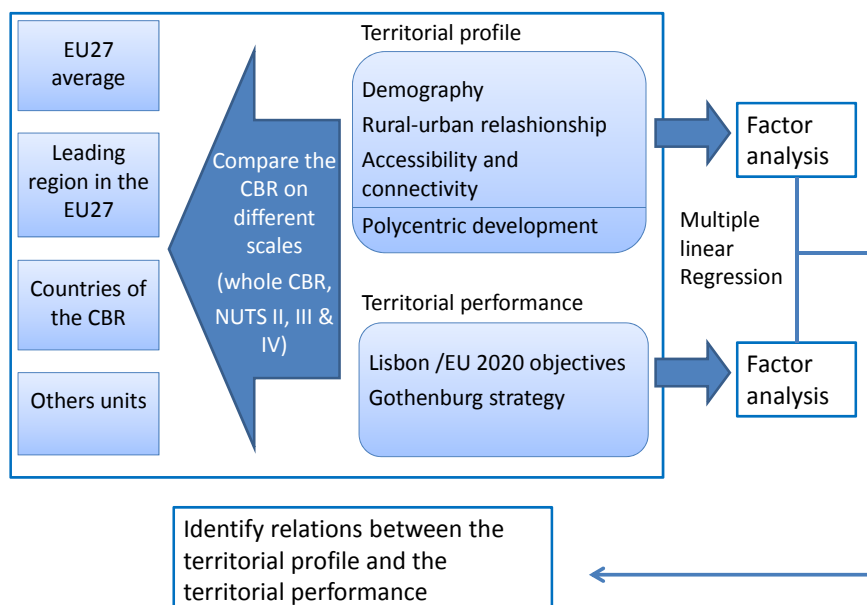 EU27
average
Leading
region in the
EU27
Countries of
the CBR
Others units
Compare the
CBR on
different
scales
(whole CBR,
NUTS II, III &
IV)
Territorial profile
Demography
Rural-urban relashionship
Accessibility and
connectivity
Polycentric development
Territorial performance
Lisbon /EU 2020 objectives
Gothenburg strategy
Factor
analysis
Multiple
linear
Regression
Factor
analysis
Identify relations between the
territorial profile and the
territorial performance